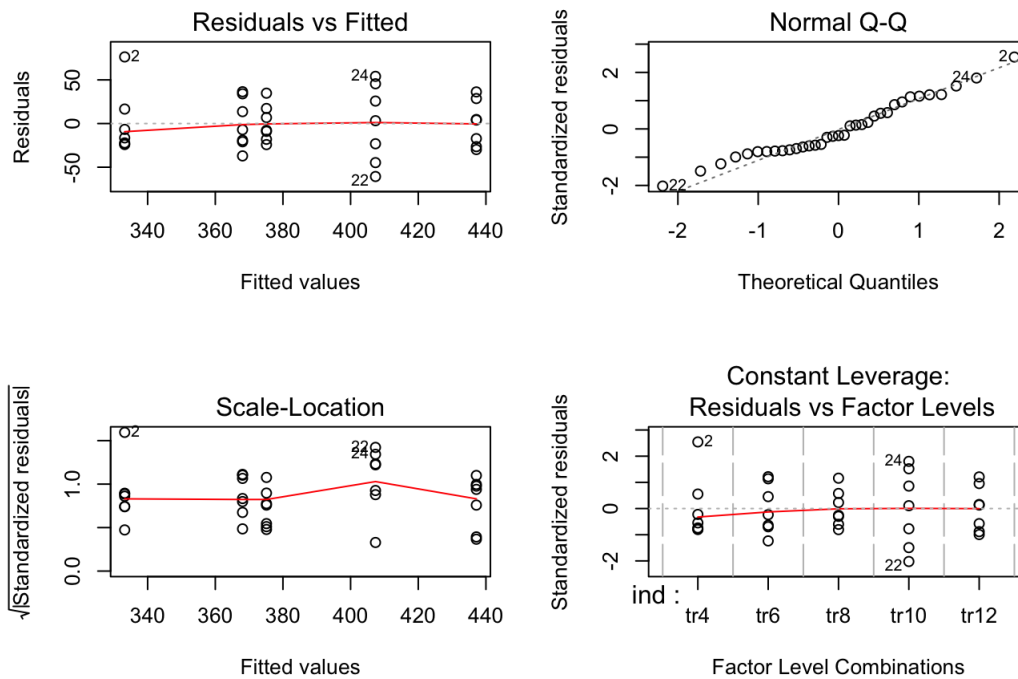 Residuals vs Fitted
Residuals
50
0
-50
2
24
22
340 360 380 400 420 440
Fitted values
Normal Q-Q
Standardized residuals
2
0
-2
2
24
22
-2 -1 0 1 2
Theoretical Quantiles
Scale-Location
√|Standardized residuals|
1.0
0.0
2
22
24
340 360 380 400 420 440
Fitted values
Constant Leverage:
Residuals vs Factor Levels
Standardized residuals
2
0
-2
2
24
22
ind :
tr4 tr6 tr8 tr10 tr12
Factor Level Combinations